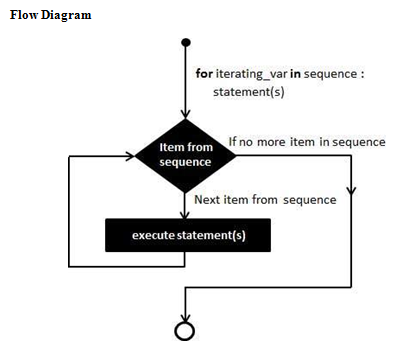 Flow Diagram
for iterating_var in sequence :
statement(s)
Item from
sequence
If no more item in sequence
Next item from sequence
execute statement(s)